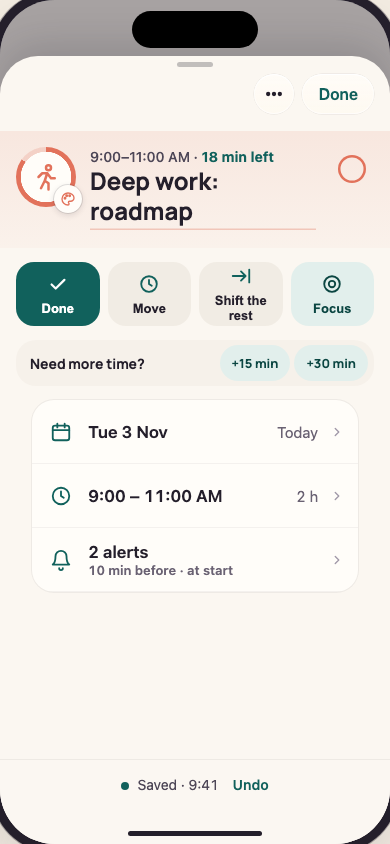 Done
9:00–11:00 AM · 18 min left
Deep work:
roadmap
Done
Move
Shift the
rest
Focus
Need more time?
+15 min
+30 min
Tue 3 Nov
Today
9:00 – 11:00 AM
2 h
2 alerts
10 min before · at start
Saved · 9:41
Undo